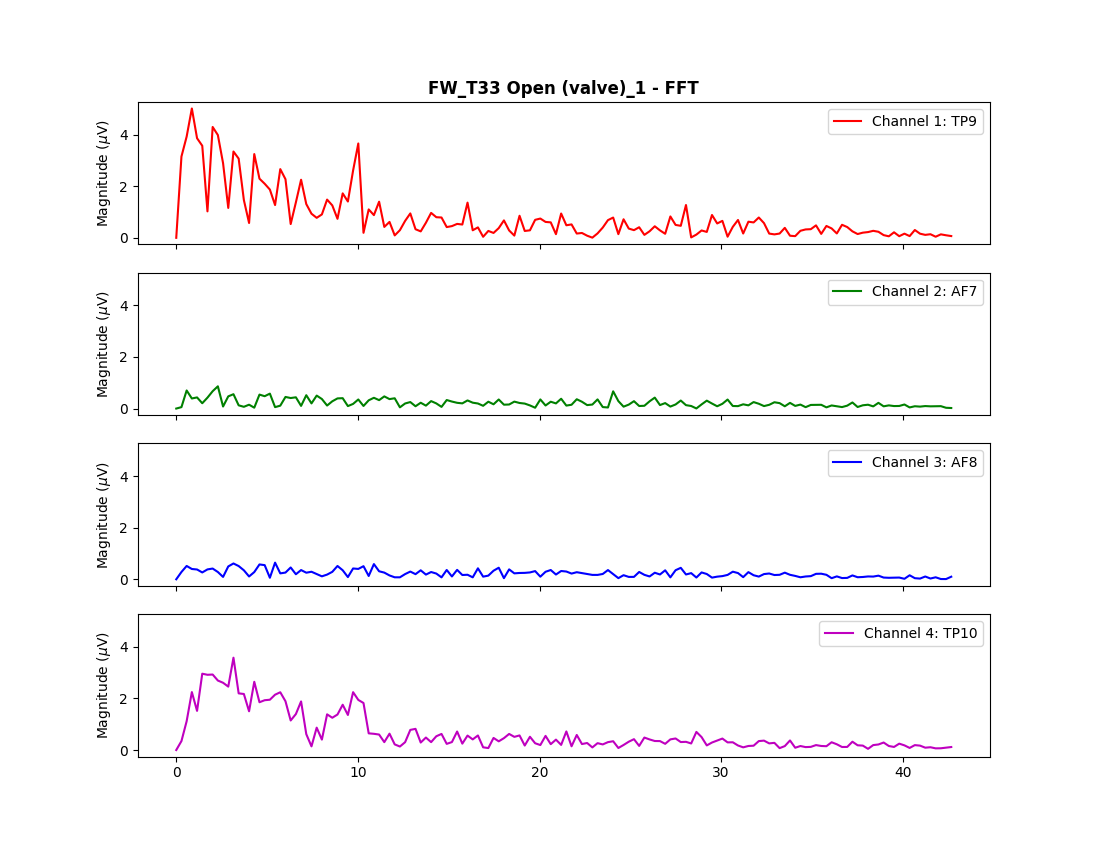 FW_T33 Open (valve)_1 - FFT
Magnitude (μV)
4
2
0
Channel 1: TP9
Magnitude (μV)
4
2
0
Channel 2: AF7
Magnitude (μV)
4
2
0
Channel 3: AF8
Magnitude (μV)
4
2
0
Channel 4: TP10
0 10 20 30 40